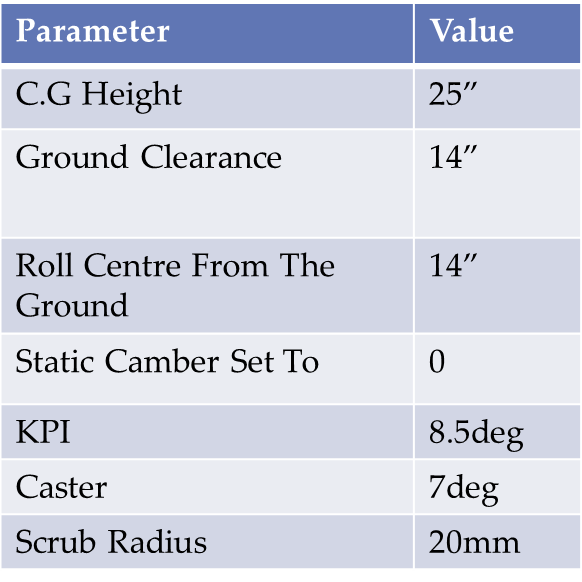 Parameter Value
C.G Height 25″
Ground Clearance 14″
Roll Centre From The 14″
Ground
Static Camber Set To 0
KPI 8.5deg
Caster 7deg
Scrub Radius 20mm